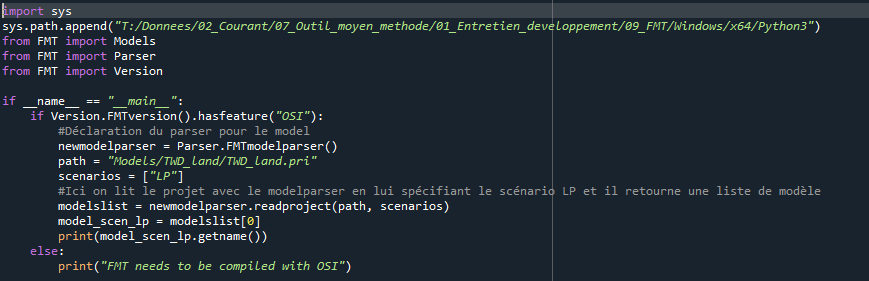 import sys
sys.path.append("T:/Donnees/02_Courant/07_Outil_moyen_methode/01_Entretien_developpement/09_FMT/Windows/x64/Python3")
from FMT import Models
from FMT import Parser
from FMT import Version

if __name__ == "__main__":
    if Version.FMTversion().hasfeature("OSI"):
        #Déclaration du parser pour le model
        newmodelparser = Parser.FMTmodelparser()
        path = "Models/TWD_land/TWD_land.pri"
        scenarios = ["LP"]
        #Ici on lit le projet avec le modelparser en lui spécifiant le scénario LP et il retourne une liste de modèle
        modelslist = newmodelparser.readproject(path, scenarios)
        model_scen_lp = modelslist[0]
        print(model_scen_lp.getname())
    else:
        print("FMT needs to be compiled with OSI")